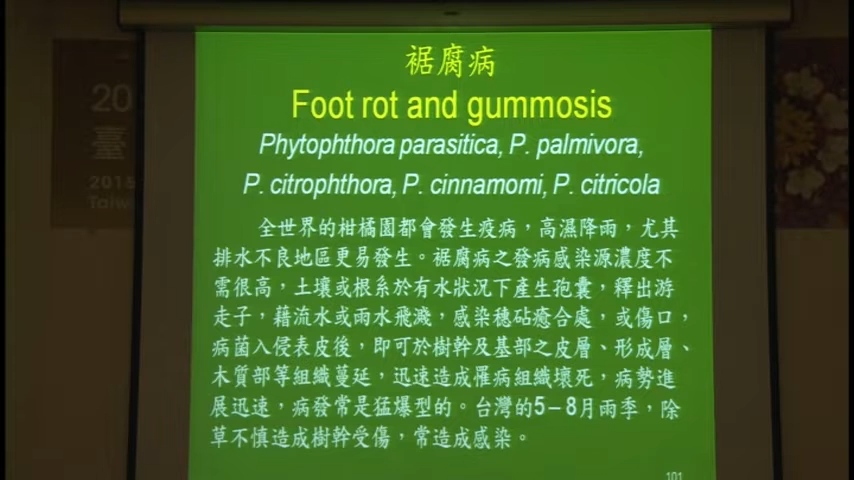 裾腐病
Foot rot and gummosis
Phytophthora parasitica, P. palmivora,
P. citrophthora, P. cinnamomi, P. citricola
全世界的柑橘園都會發生疫病，高濕降雨，尤其
排水不良地區更易發生。裾腐病之發病感染源濃度不
需很高，土壤或根系於有水狀況下產生孢囊，釋出游
走子，藉流水或雨水飛濺，感染穗砧癒合處，或傷口，
病菌入侵表皮後，即可於樹幹及基部之皮層、形成層、
木質部等組織蔓延，迅速造成罹病組織壞死，病勢進
展迅速，病發常是猛爆型的。台灣的5–8月雨季，除
草不慎造成樹幹受傷，常造成感染。
101
20
臺
2015
Taiw